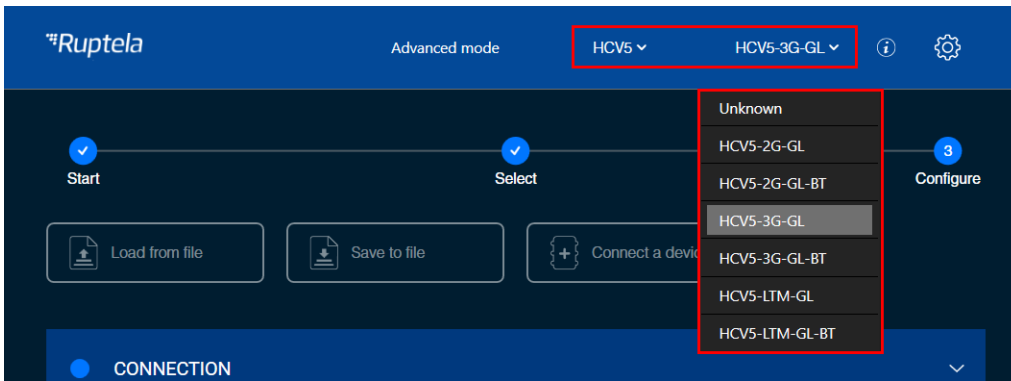 Ruptela
Advanced mode
HCV5
HCV5-3G-GL
i
Unknown
HCV5-2G-GL
HCV5-2G-GL-BT
HCV5-3G-GL
HCV5-3G-GL-BT
HCV5-LTM-GL
HCV5-LTM-GL-BT
Start
Select
3
Configure
Load from file
Save to file
Connect a devic
CONNECTION